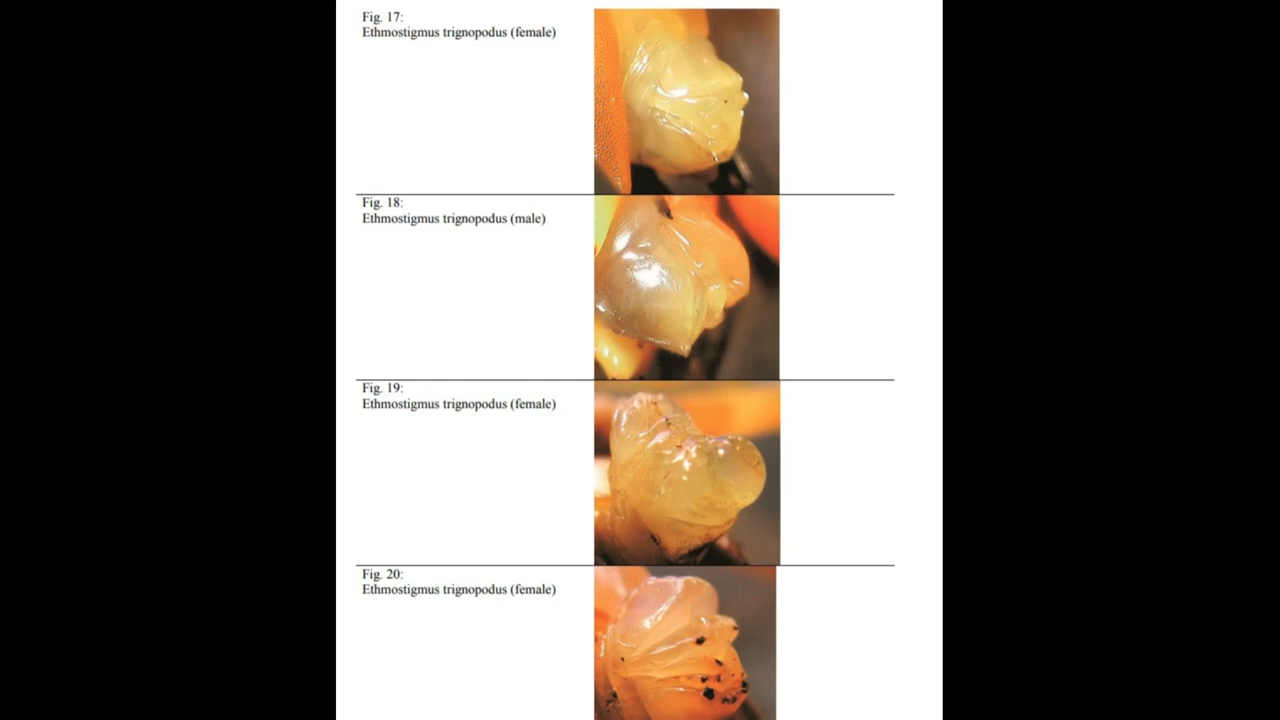 Fig. 17:
Ethmostigmus trignopodus (female)
Fig. 18:
Ethmostigmus trignopodus (male)
Fig. 19:
Ethmostigmus trignopodus (female)
Fig. 20:
Ethmostigmus trignopodus (female)